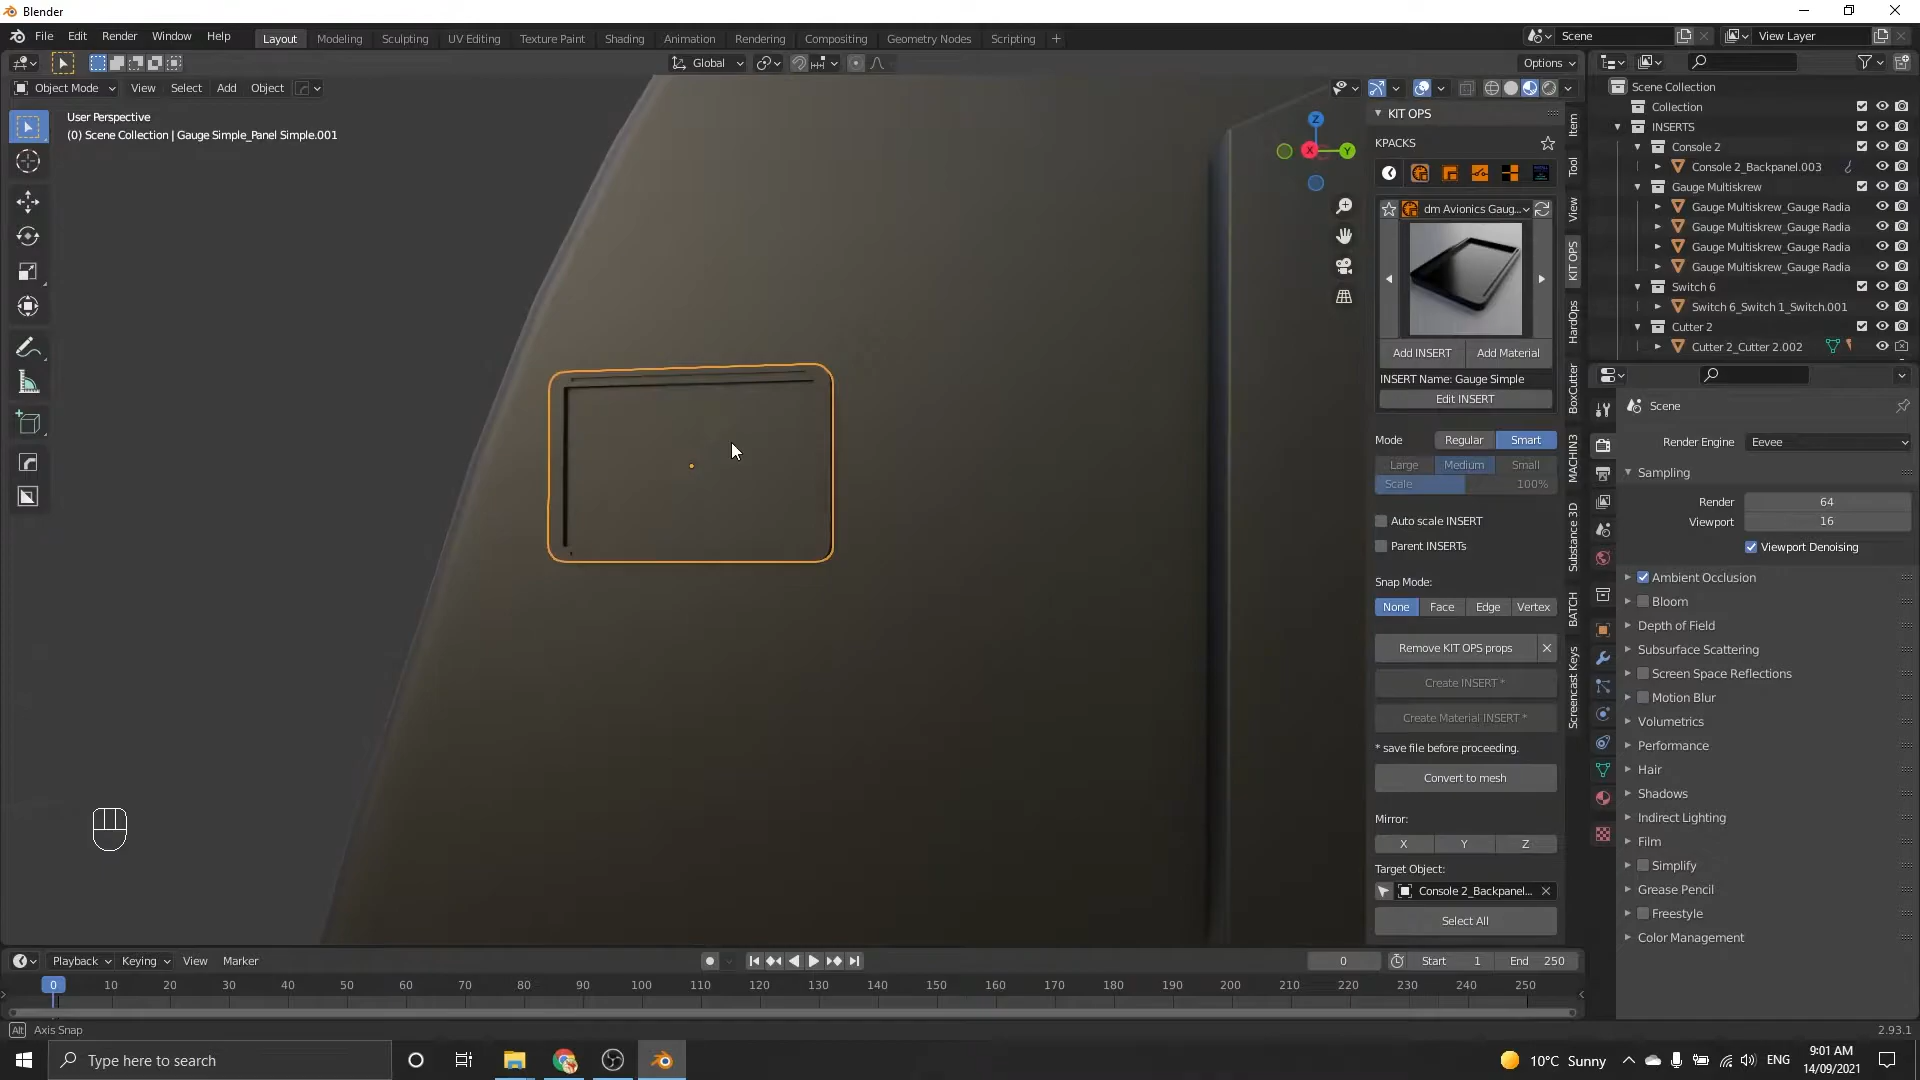 Blender
File Edit Render Window Help
Layout Modeling Sculpting UV Editing Texture Paint Shading Animation Rendering Compositing Geometry Nodes Scripting +
Scene
View Layer
Global
Options
Object Mode View Select Add Object
User Perspective
(0) Scene Collection | Gauge Simple_Panel Simple.001
Z
X
Y
KIT OPS
KPACKS
dm Avionics Gaug...
Add INSERT Add Material
INSERT Name: Gauge Simple
Edit INSERT
Mode Regular Smart
Large Medium Small
Scale 100%
Auto scale INSERT
Parent INSERTs
Snap Mode:
None Face Edge Vertex
Remove KIT OPS props
Create INSERT *
Create Material INSERT *
* save file before proceeding.
Convert to mesh
Mirror:
X Y Z
Target Object:
Console 2_Backpanel...
Select All
Item
Tool
View
KIT OPS
HardOps
BoxCutter
MACHIN3
Substance 3D
BATCH
Screencast Keys
Scene Collection
Collection
INSERTS
Console 2
Console 2_Backpanel.003
Gauge Multiskrew
Gauge Multiskrew_Gauge Radia
Gauge Multiskrew_Gauge Radia
Gauge Multiskrew_Gauge Radia
Gauge Multiskrew_Gauge Radia
Switch 6
Switch 6_Switch 1_Switch.001
Cutter 2
Cutter 2_Cutter 2.002
Scene
Render Engine Eevee
Sampling
Render 64
Viewport 16
Viewport Denoising
Ambient Occlusion
Bloom
Depth of Field
Subsurface Scattering
Screen Space Reflections
Motion Blur
Volumetrics
Performance
Hair
Shadows
Indirect Lighting
Film
Simplify
Grease Pencil
Freestyle
Color Management
Playback Keying View Marker
0 Start 1 End 250
0 10 20 30 40 50 60 70 80 90 100 110 120 130 140 150 160 170 180 190 200 210 220 230 240 250
Alt Axis Snap
2.93.1
Type here to search
10°C Sunny
ENG
9:01 AM
14/09/2021